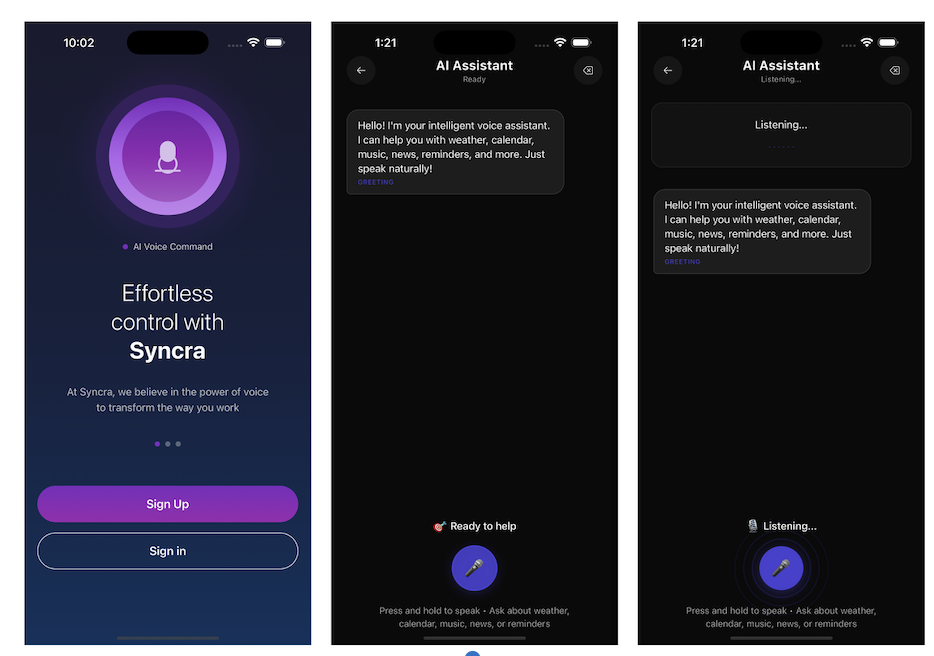 10:02
AI Voice Command
Effortless
control with
Syncra
At Syncra, we believe in the power of voice
to transform the way you work
Sign Up
Sign in
1:21
AI Assistant
Ready
Hello! I'm your intelligent voice assistant.
I can help you with weather, calendar,
music, news, reminders, and more. Just
speak naturally!
GREETING
🎯 Ready to help
Press and hold to speak • Ask about weather,
calendar, music, news, or reminders
1:21
AI Assistant
Listening...
Listening...
Hello! I'm your intelligent voice assistant.
I can help you with weather, calendar,
music, news, reminders, and more. Just
speak naturally!
GREETING
🎙️ Listening...
Press and hold to speak • Ask about weather,
calendar, music, news, or reminders